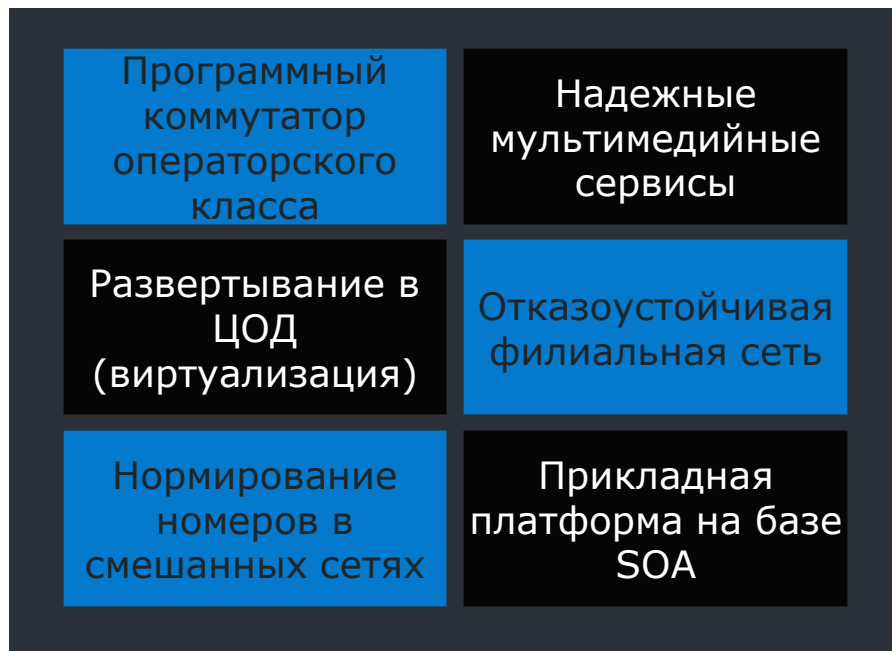 Программный
коммутатор
операторского
класса
Надежные
мультимедийные
сервисы
Развертывание в
ЦОД
(виртуализация)
Отказоустойчивая
филиальная сеть
Нормирование
номеров в
смешанных сетях
Прикладная
платформа на базе
SOA